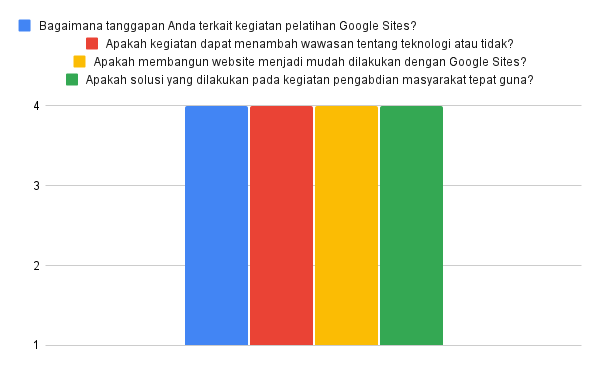 Bagaimana tanggapan Anda terkait kegiatan pelatihan Google Sites?
Apakah kegiatan dapat menambah wawasan tentang teknologi atau tidak?
Apakah membangun website menjadi mudah dilakukan dengan Google Sites?
Apakah solusi yang dilakukan pada kegiatan pengabdian masyarakat tepat guna?
4
3
2
1